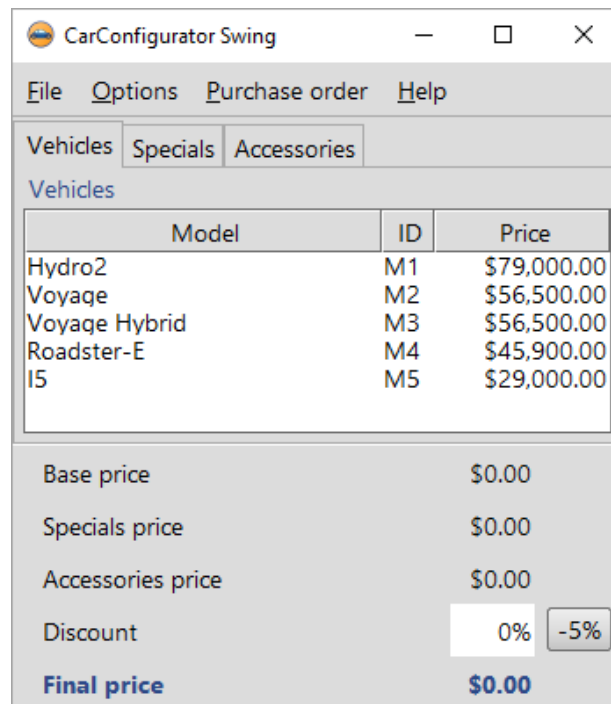 CarConfigurator Swing
File Options Purchase order Help
Vehicles Specials Accessories
Vehicles
Model ID Price
Hydro2 M1 $79,000.00
Voyage M2 $56,500.00
Voyage Hybrid M3 $56,500.00
Roadster-E M4 $45,900.00
I5 M5 $29,000.00
Base price $0.00
Specials price $0.00
Accessories price $0.00
Discount 0% -5%
Final price $0.00